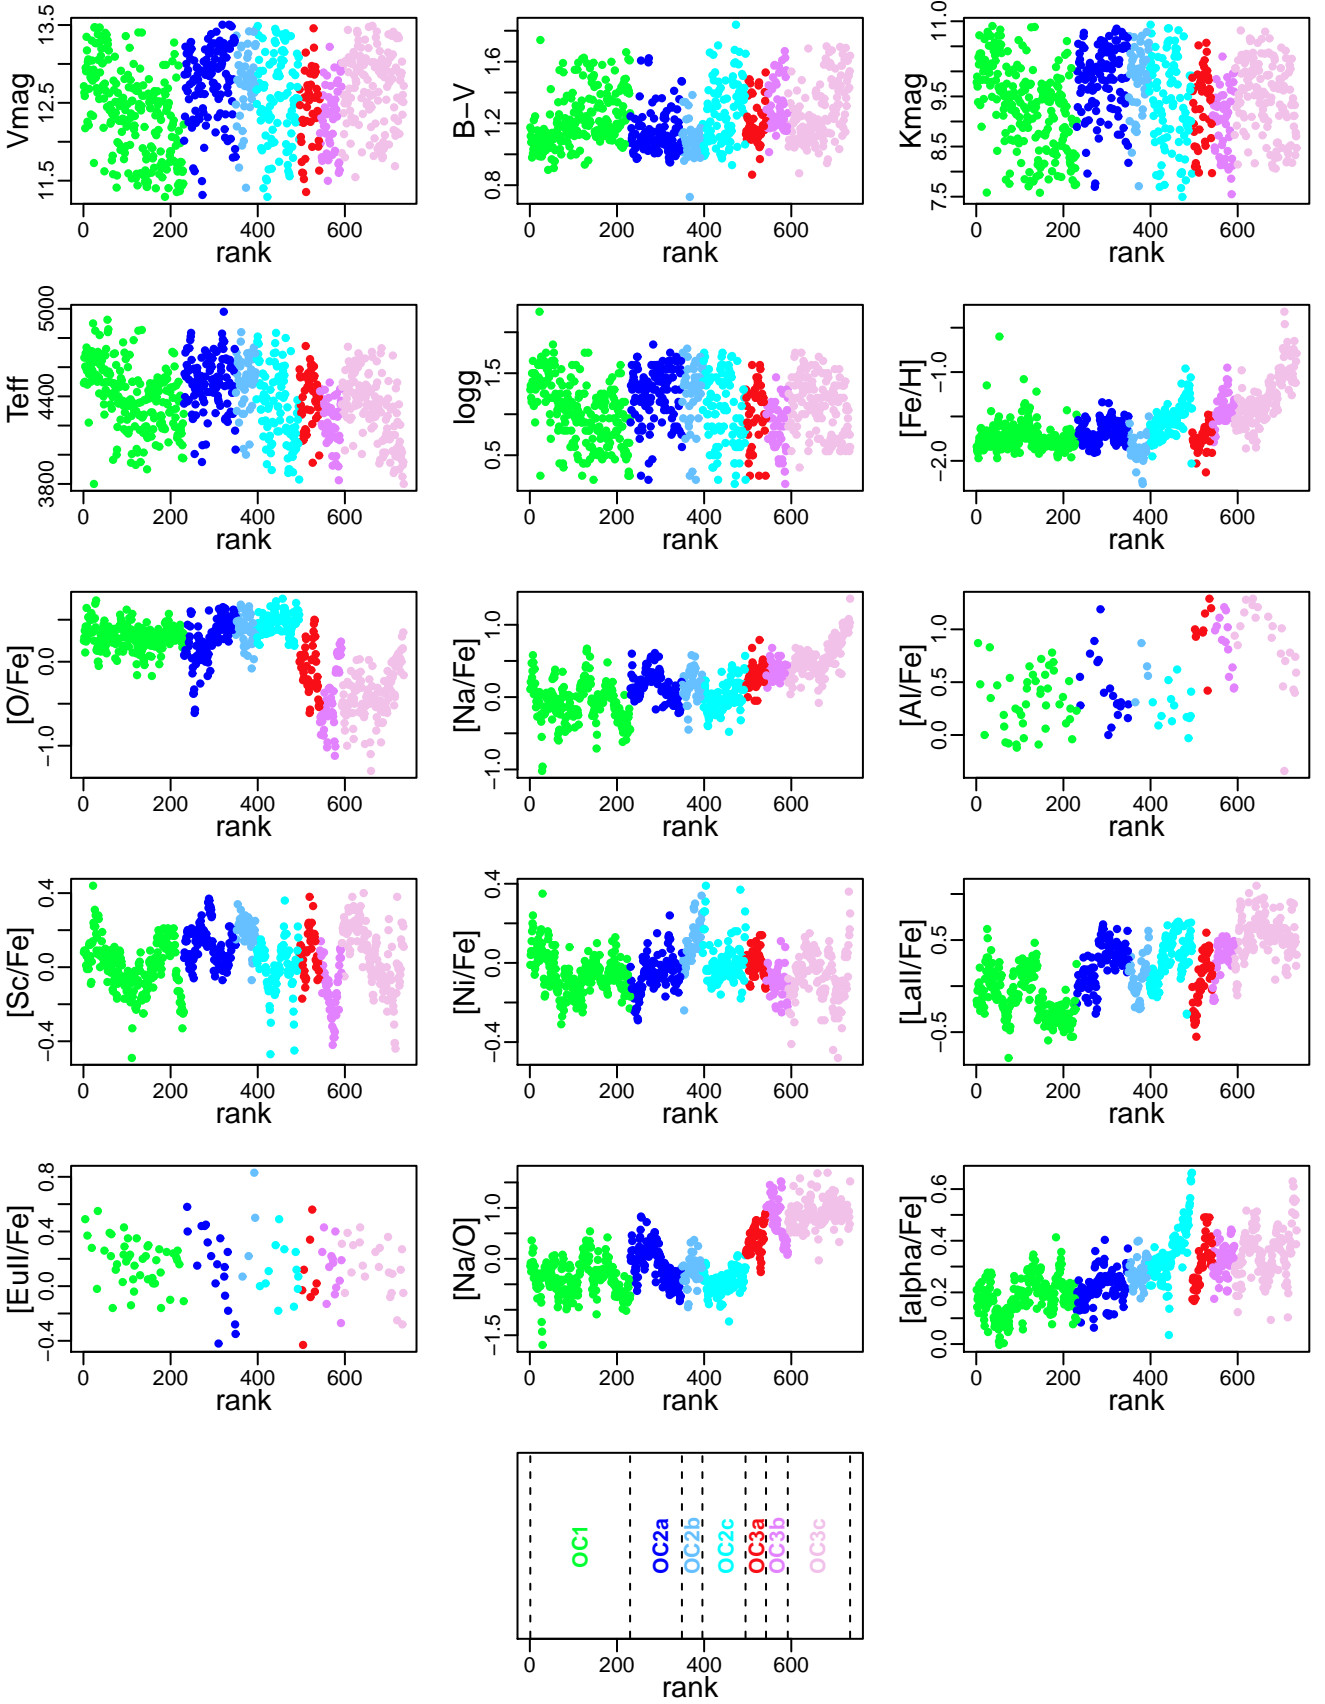 Vmag
11.5 12.5 13.5
0 200 400 600
rank
B−V
0.8 1.2 1.6
0 200 400 600
rank
Kmag
7.5 8.5 9.5 11.0
0 200 400 600
rank
Teff
3800 4400 5000
0 200 400 600
rank
logg
0.5 1.5
0 200 400 600
rank
[Fe/H]
−2.0 −1.0
0 200 400 600
rank
[O/Fe]
−1.0 0.0
0 200 400 600
rank
[Na/Fe]
−1.0 0.0 1.0
0 200 400 600
rank
[Al/Fe]
0.0 0.5 1.0
0 200 400 600
rank
[Sc/Fe]
−0.4 0.0 0.4
0 200 400 600
rank
[Ni/Fe]
−0.4 0.0 0.4
0 200 400 600
rank
[LaII/Fe]
−0.5 0.5
0 200 400 600
rank
[EuII/Fe]
−0.4 0.0 0.4 0.8
0 200 400 600
rank
[Na/O]
−1.5 0.0 1.0
0 200 400 600
rank
[alpha/Fe]
0.0 0.2 0.4 0.6
0 200 400 600
rank
OC1
OC2a
OC2b
OC2c
OC3a
OC3b
OC3c
0 200 400 600
rank